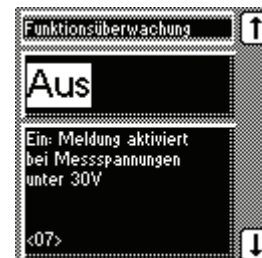 Funktionsüberwachung
Aus
Ein: Meldung aktiviert
bei Messspannungen
unter 30V
<07>